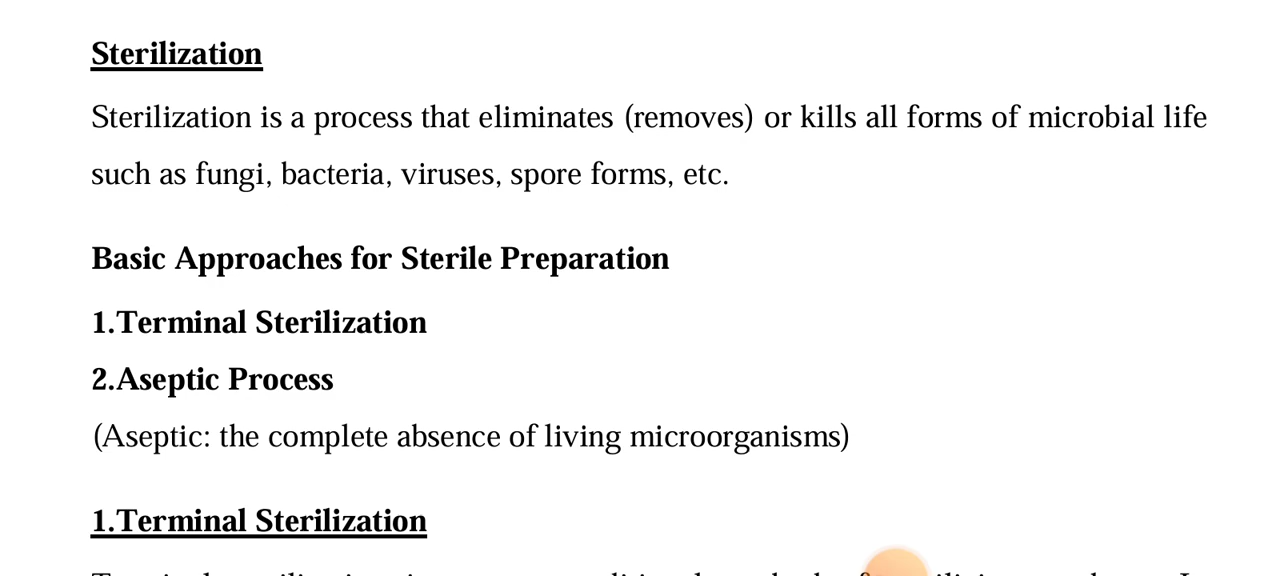 Sterilization
Sterilization is a process that eliminates (removes) or kills all forms of microbial life
such as fungi, bacteria, viruses, spore forms, etc.
Basic Approaches for Sterile Preparation
1.Terminal Sterilization
2.Aseptic Process
(Aseptic: the complete absence of living microorganisms)
1.Terminal Sterilization